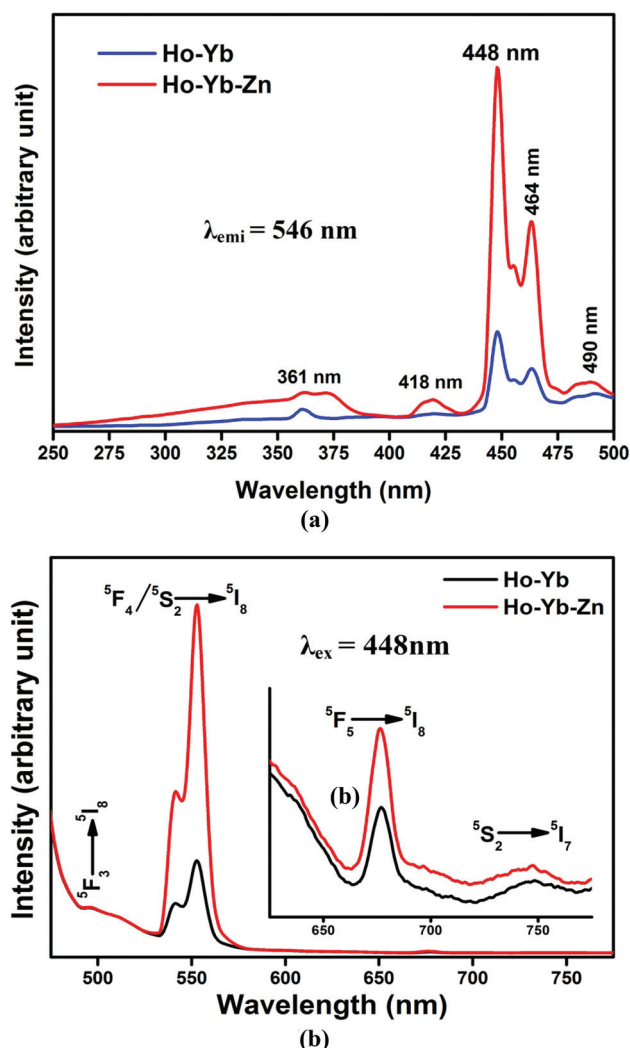 Ho-Yb
Ho-Yb-Zn
448 nm
464 nm
λemi = 546 nm
490 nm
361 nm
418 nm
Intensity (arbitrary unit)
250 275 300 325 350 375 400 425 450 475 500
Wavelength (nm)
(a)
⁵F₄/⁵S₂ → ⁵I₈
Ho-Yb
Ho-Yb-Zn
λex = 448nm
⁵F₅ → ⁵I₈
(b)
⁵S₂ → ⁵I₇
⁵F₃ → ⁵I₈
650 700 750
Intensity (arbitrary unit)
500 550 600 650 700 750
Wavelength (nm)
(b)